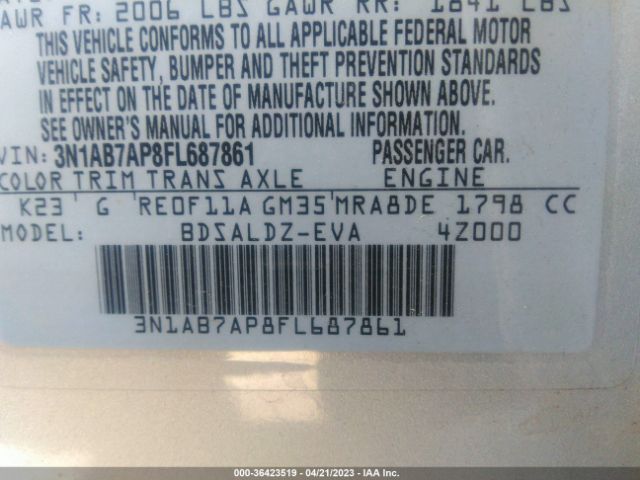 GAWR FR: 2006 LBS GAWR RR: 1841 LBS
THIS VEHICLE CONFORMS TO ALL APPLICABLE FEDERAL MOTOR
VEHICLE SAFETY, BUMPER AND THEFT PREVENTION STANDARDS
IN EFFECT ON THE DATE OF MANUFACTURE SHOWN ABOVE.
SEE OWNER'S MANUAL FOR ADDITIONAL INFORMATION
VIN: 3N1AB7AP8FL687861 PASSENGER CAR.
COLOR TRIM TRANS AXLE ENGINE
K23 G RE0F11A GM35 MRA8DE 1798 CC
MODEL: BDSALDZ-EVA 4Z000
3N1AB7AP8FL687861
000-36423519 / 04/21/2023 - IAA Inc.